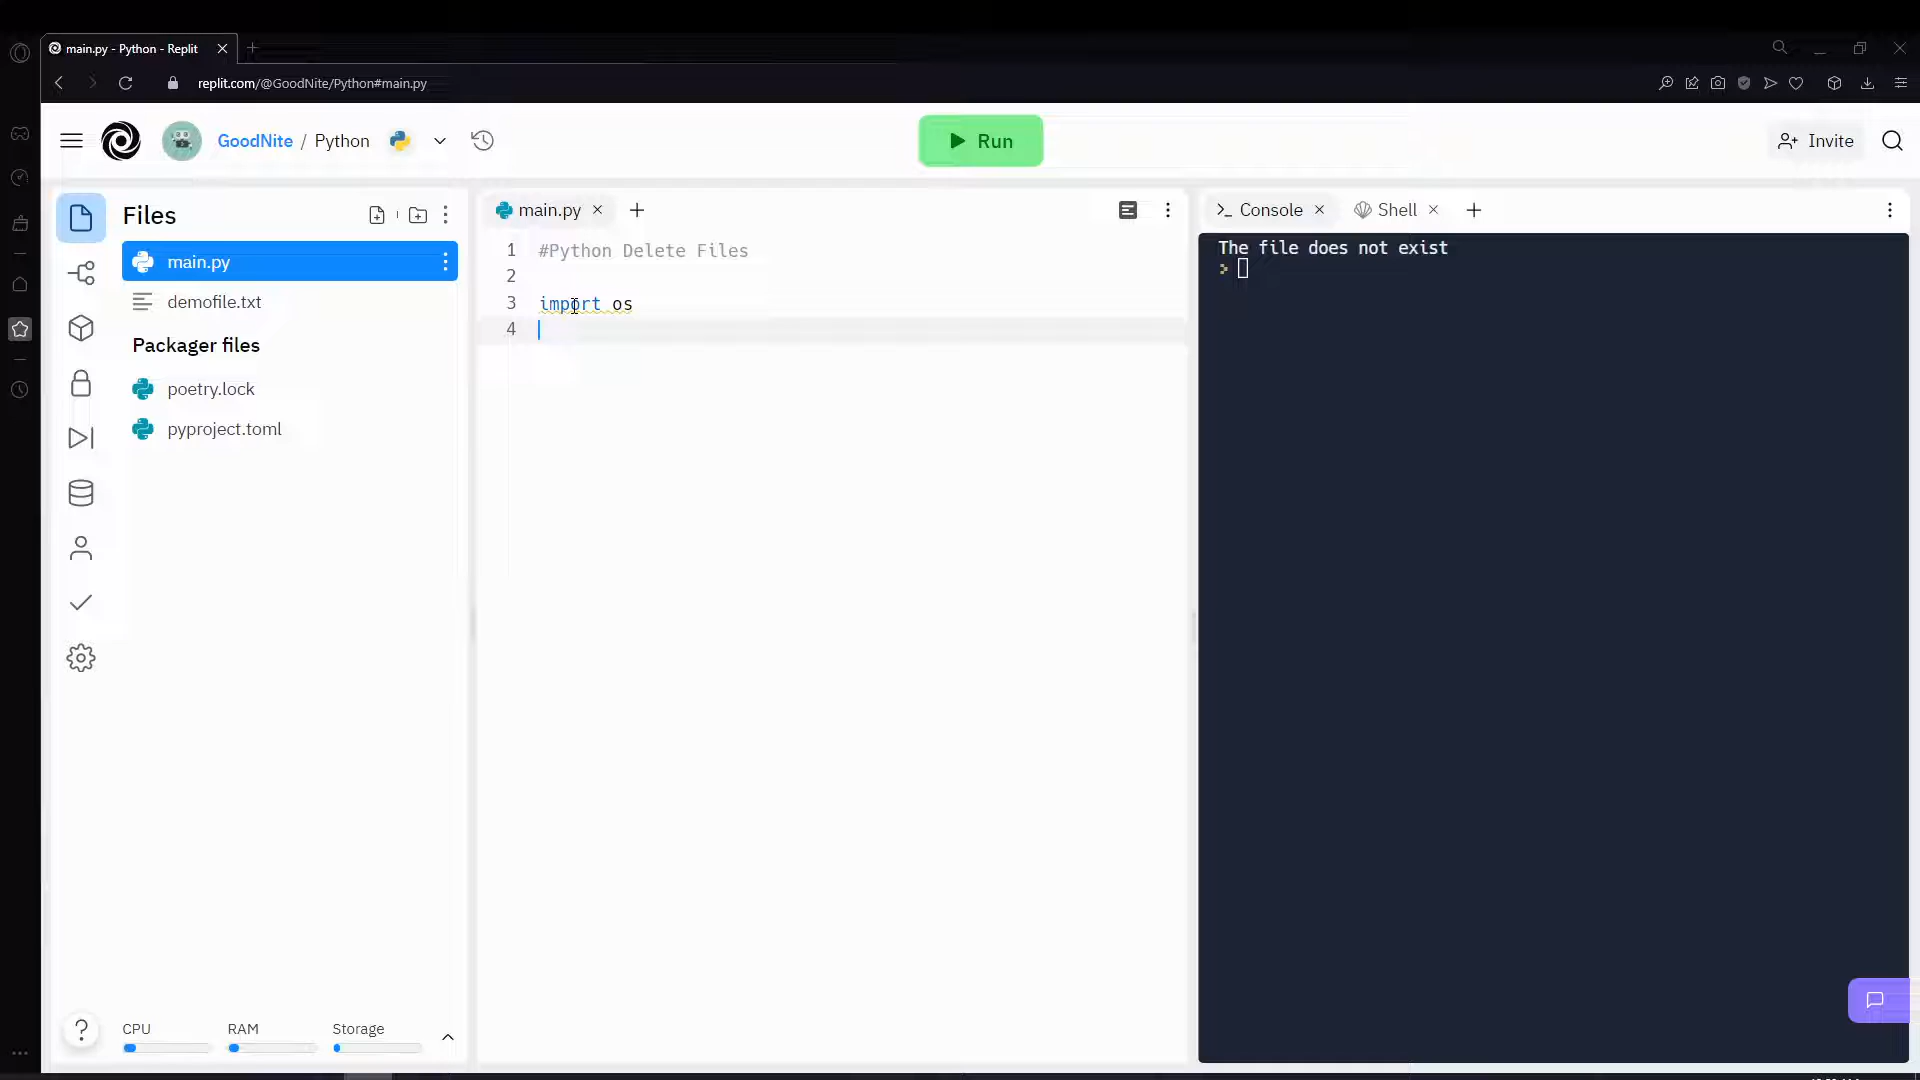 main.py - Python - Replit
replit.com/@GoodNite/Python#main.py
GoodNite / Python
Run
Invite
Files
main.py
demofile.txt
Packager files
poetry.lock
pyproject.toml
CPU
RAM
Storage
main.py
1 #Python Delete Files
2
3 import os
4
Console
Shell
The file does not exist